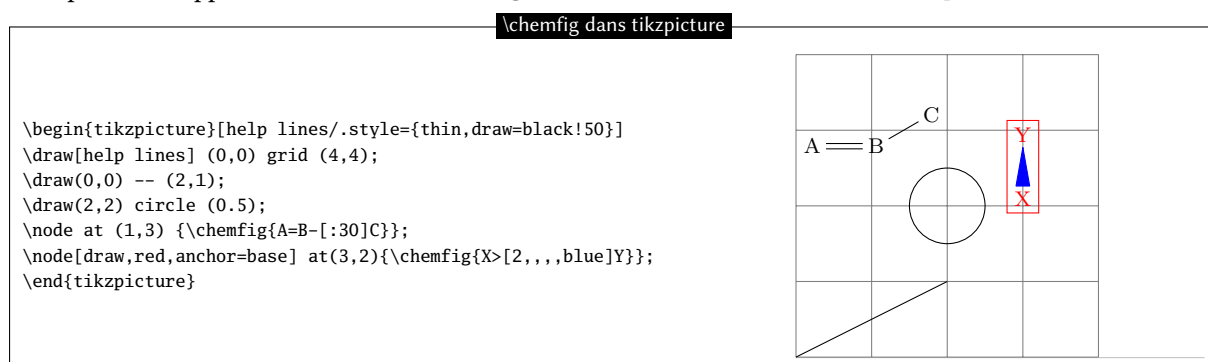 \chemfig dans tikzpicture
\begin{tikzpicture}[help lines/.style={thin,draw=black!50}]
\draw[help lines] (0,0) grid (4,4);
\draw(0,0) -- (2,1);
\draw(2,2) circle (0.5);
\node at (1,3) {\chemfig{A=B-[:30]C}};
\node[draw,red,anchor=base] at(3,2){\chemfig{X>[2,,,,blue]Y}};
\end{tikzpicture}
C
A B
Y
X